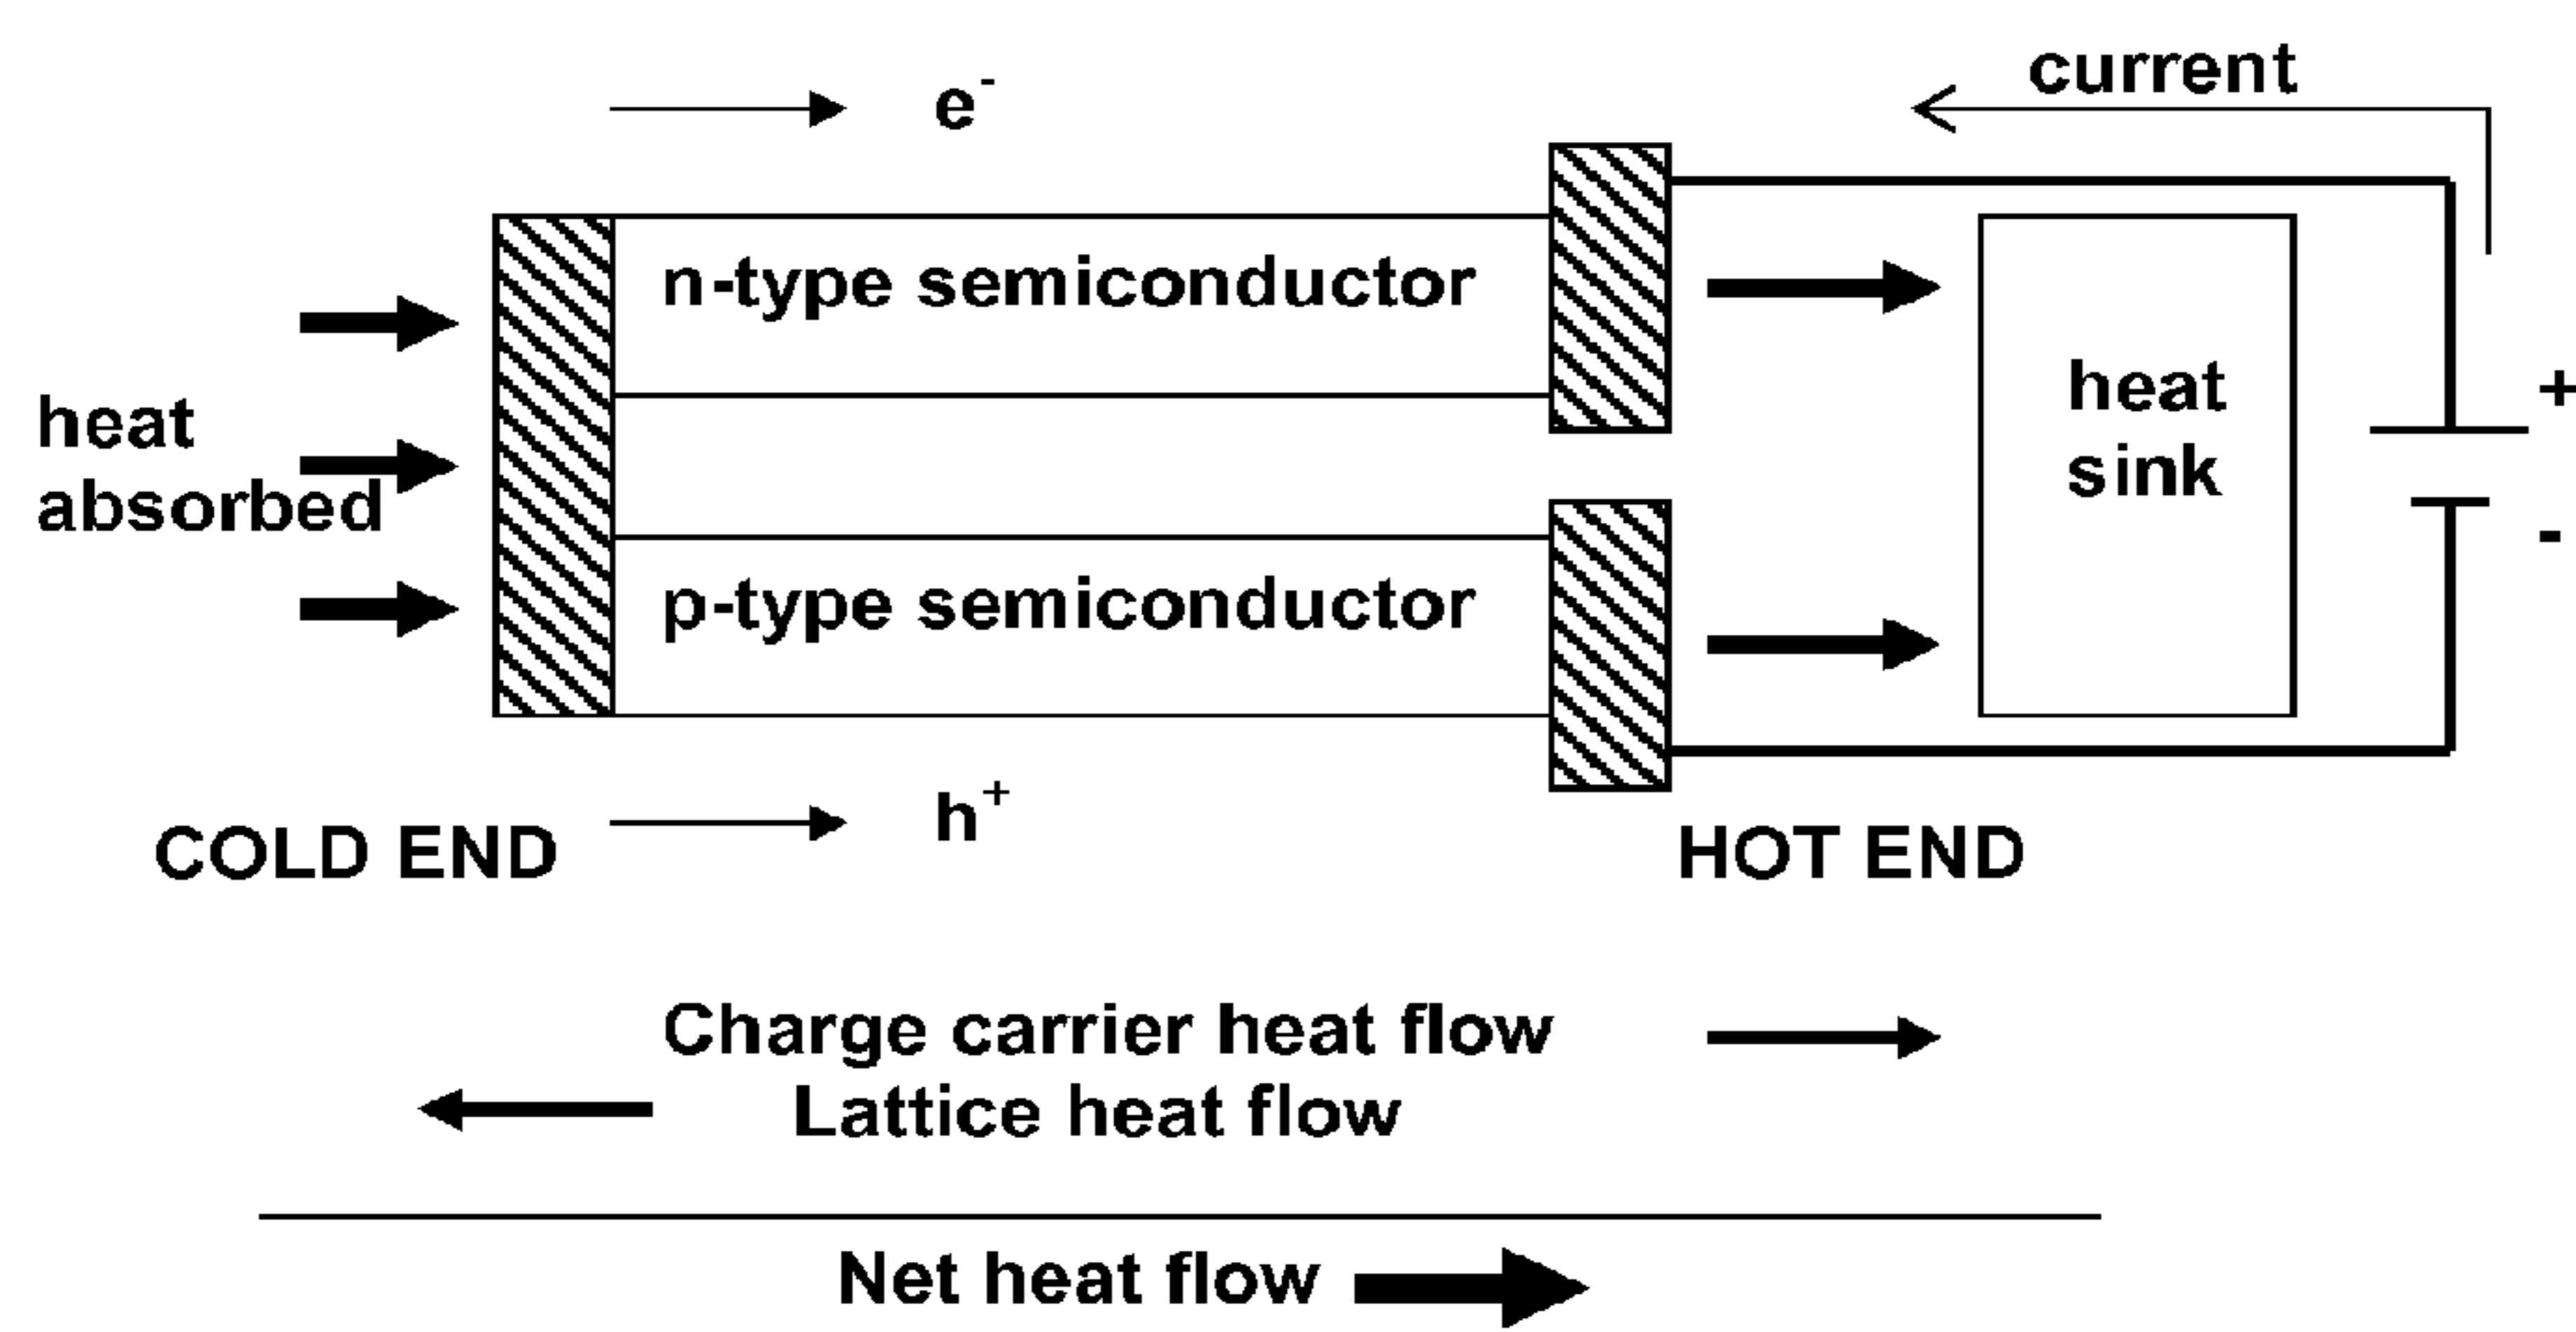 current
e-
n-type semiconductor
heat
absorbed
heat
sink
+
-
p-type semiconductor
h+
COLD END
HOT END
Charge carrier heat flow
Lattice heat flow
Net heat flow